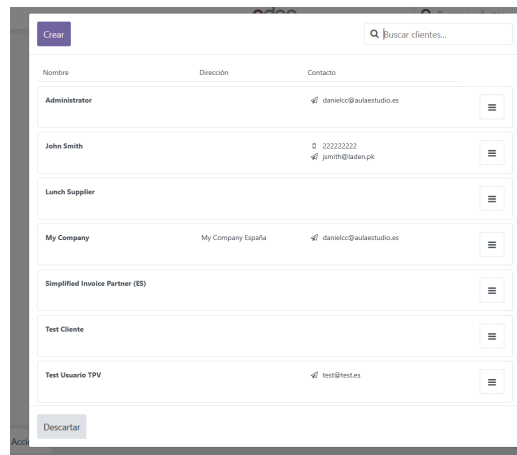 Crear
Buscar clientes...
Nombre Dirección Contacto
Administrator danielcc@aulaestudio.es
John Smith 222222222
jsmith@laden.pk
Lunch Supplier
My Company My Company España danielcc@aulaestudio.es
Simplified Invoice Partner (ES)
Test Cliente
Test Usuario TPV test@test.es
Descartar
Acci